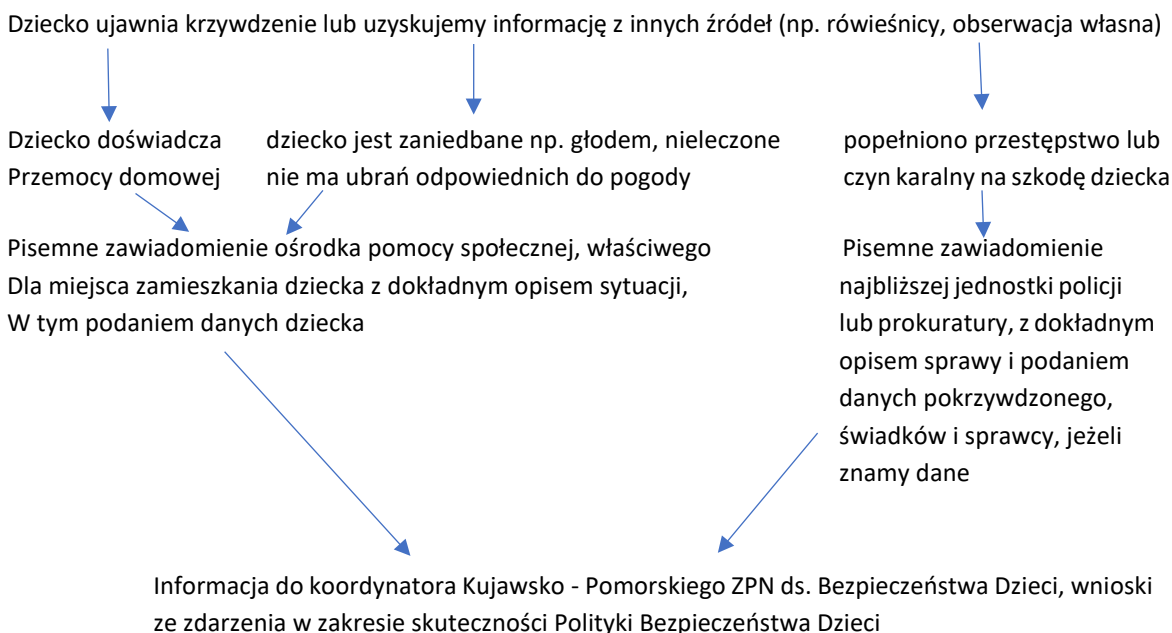 Dziecko ujawnia krzywdzenie lub uzyskujemy informację z innych źródeł (np. rówieśnicy, obserwacja własna)
Dziecko doświadcza
Przemocy domowej
dziecko jest zaniedbane np. głodem, nieleczone
nie ma ubrań odpowiednich do pogody
popełniono przestępstwo lub
czyn karalny na szkodę dziecka
Pisemne zawiadomienie ośrodka pomocy społecznej, właściwego
Dla miejsca zamieszkania dziecka z dokładnym opisem sytuacji,
W tym podaniem danych dziecka
Pisemne zawiadomienie
najbliższej jednostki policji
lub prokuratury, z dokładnym
opisem sprawy i podaniem
danych pokrzywdzonego,
świadków i sprawcy, jeżeli
znamy dane
Informacja do koordynatora Kujawsko - Pomorskiego ZPN ds. Bezpieczeństwa Dzieci, wnioski
ze zdarzenia w zakresie skuteczności Polityki Bezpieczeństwa Dzieci